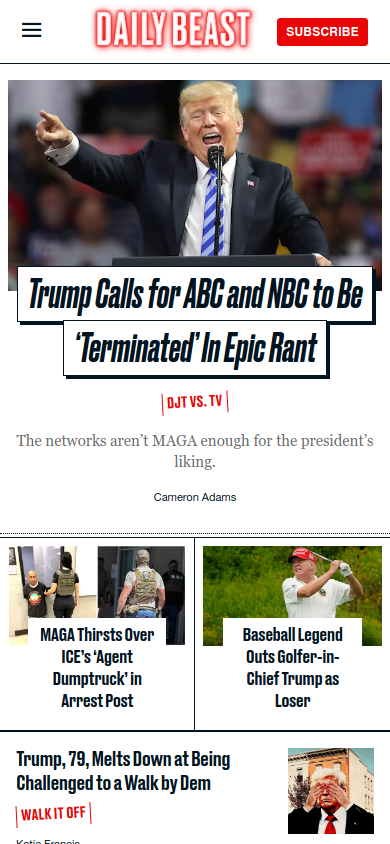 DAILY BEAST
SUBSCRIBE
Trump Calls for ABC and NBC to Be
‘Terminated’ In Epic Rant
DJT VS. TV
The networks aren’t MAGA enough for the president’s
liking.
Cameron Adams
MAGA Thirsts Over
ICE’s ‘Agent
Dumptruck’ in
Arrest Post
Baseball Legend
Outs Golfer-in-
Chief Trump as
Loser
Trump, 79, Melts Down at Being
Challenged to a Walk by Dem
WALK IT OFF
Katie Francis